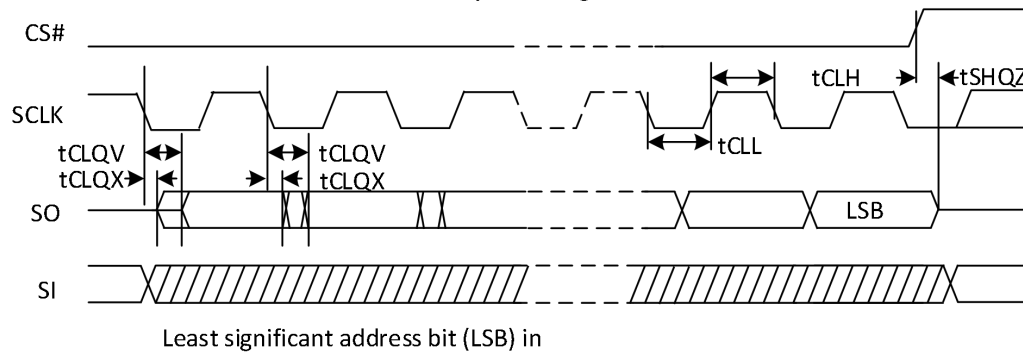 CS#
tCLH
tSHQZ
SCLK
tCLL
tCLQV
tCLQV
tCLQX
tCLQX
SO
LSB
SI
Least significant address bit (LSB) in